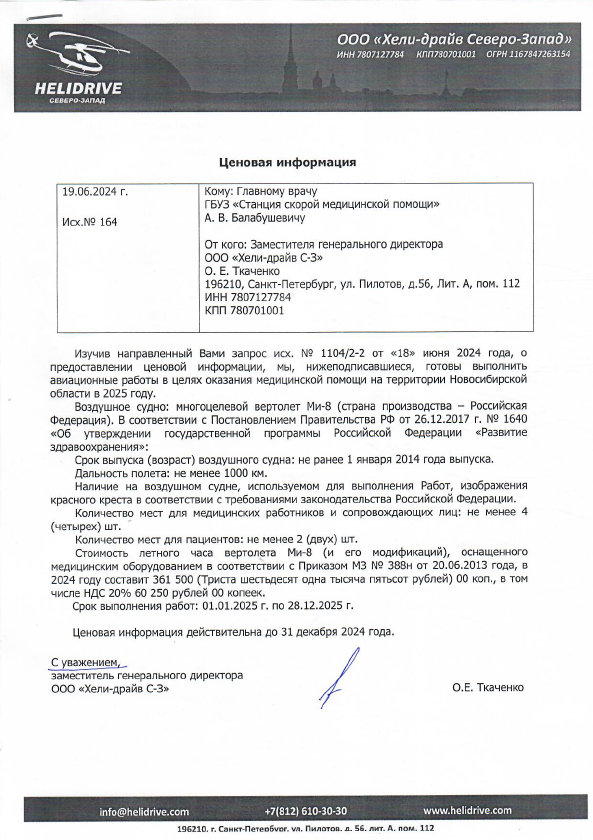 ООО «Хели-драйв Северо-Запад»
ИНН 7807127784 КПП780701001 ОГРН 1167847263154
HELIDRIVE
СЕВЕРО-ЗАПАД
Ценовая информация
19.06.2024 г.
Исх.№ 164
Кому: Главному врачу
ГБУЗ «Станция скорой медицинской помощи»
А. В. Балабушевичу
От кого: Заместителя генерального директора
ООО «Хели-драйв С-З»
О. Е. Ткаченко
196210, Санкт-Петербург, ул. Пилотов, д.56, Лит. А, пом. 112
ИНН 7807127784
КПП 780701001
Изучив направленный Вами запрос исх. № 1104/2-2 от «18» июня 2024 года, о
предоставлении ценовой информации, мы, нижеподписавшиеся, готовы выполнить
авиационные работы в целях оказания медицинской помощи на территории Новосибирской
области в 2025 году.
Воздушное судно: многоцелевой вертолет Ми-8 (страна производства – Российская
Федерация). В соответствии с Постановлением Правительства РФ от 26.12.2017 г. № 1640
«Об утверждении государственной программы Российской Федерации «Развитие
здравоохранения»:
Срок выпуска (возраст) воздушного судна: не ранее 1 января 2014 года выпуска.
Дальность полета: не менее 1000 км.
Наличие на воздушном судне, используемом для выполнения Работ, изображения
красного креста в соответствии с требованиями законодательства Российской Федерации.
Количество мест для медицинских работников и сопровождающих лиц: не менее 4
(четырех) шт.
Количество мест для пациентов: не менее 2 (двух) шт.
Стоимость летного часа вертолета Ми-8 (и его модификаций), оснащенного
медицинским оборудованием в соответствии с Приказом МЗ № 388н от 20.06.2013 года, в
2024 году составит 361 500 (Триста шестьдесят одна тысяча пятьсот рублей) 00 коп., в том
числе НДС 20% 60 250 рублей 00 копеек.
Срок выполнения работ: 01.01.2025 г. по 28.12.2025 г.
Ценовая информация действительна до 31 декабря 2024 года.
С уважением,
заместитель генерального директора
ООО «Хели-драйв С-З»
О.Е. Ткаченко
info@helidrive.com +7(812) 610-30-30 www.helidrive.com
196210, г. Санкт-Петербург, ул. Пилотов, д. 56, лит. А, пом. 112